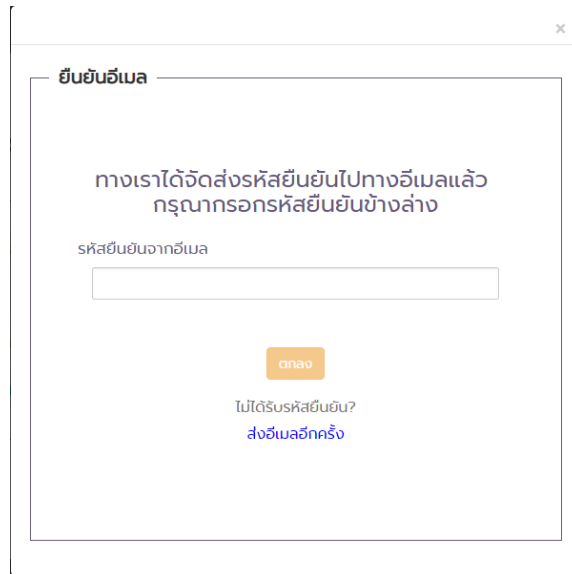 ×
ยืนยันอีเมล
ทางเราได้จัดส่งรหัสยืนยันไปทางอีเมลแล้ว
กรุณากรอกรหัสยืนยันข้างล่าง
รหัสยืนยันจากอีเมล
ตกลง
ไม่ได้รับรหัสยืนยัน?
ส่งอีเมลอีกครั้ง